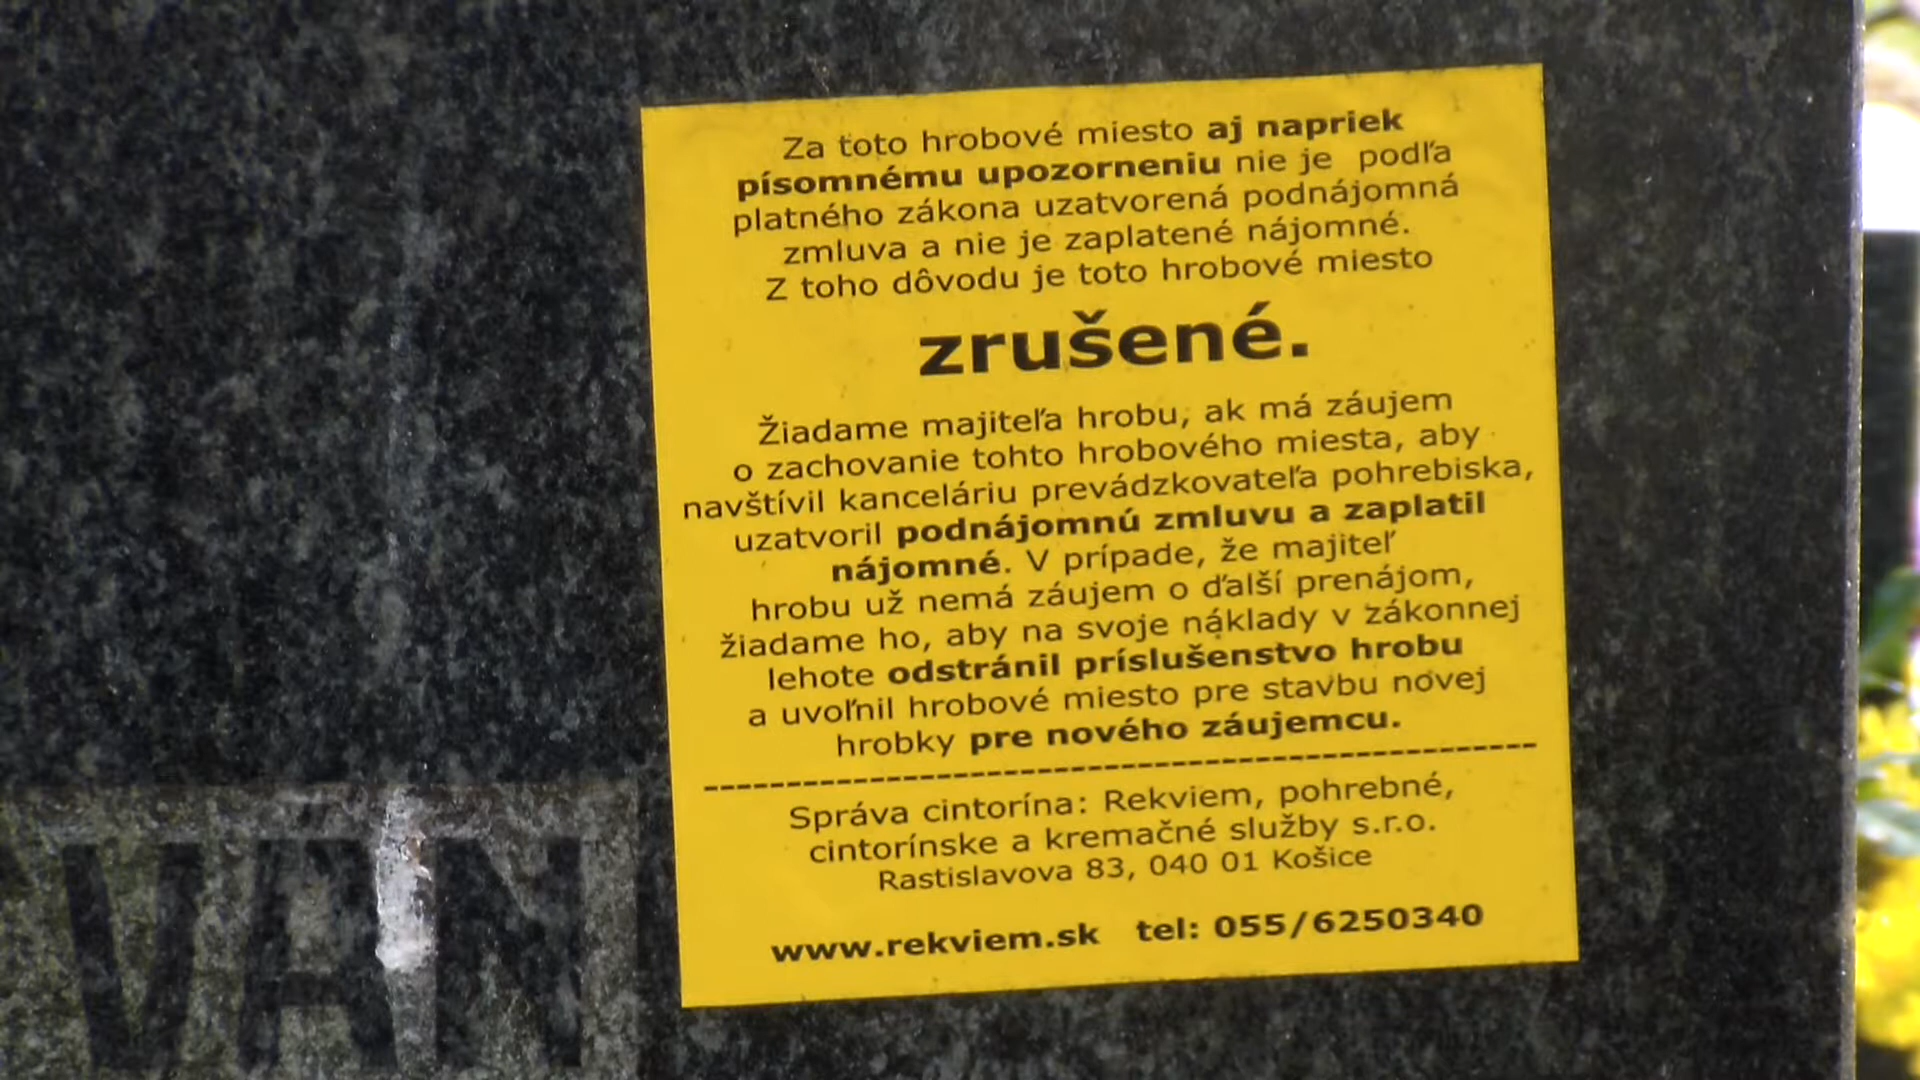 Za toto hrobové miesto aj napriek
písomnému upozorneniu nie je podľa
platného zákona uzatvorená podnájomná
zmluva a nie je zaplatené nájomné.
Z toho dôvodu je toto hrobové miesto
zrušené.
Žiadame majiteľa hrobu, ak má záujem
o zachovanie tohto hrobového miesta, aby
navštívil kanceláriu prevádzkovateľa pohrebiska,
uzatvoril podnájomnú zmluvu a zaplatil
nájomné. V prípade, že majiteľ
hrobu už nemá záujem o ďalší prenájom,
žiadame ho, aby na svoje náklady v zákonnej
lehote odstránil príslušenstvo hrobu
a uvoľnil hrobové miesto pre stavbu novej
hrobky pre nového záujemcu.
Správa cintorína: Rekviem, pohrebné,
cintorínske a kremačné služby s.r.o.
Rastislavova 83, 040 01 Košice
www.rekviem.sk tel: 055/6250340
VAN